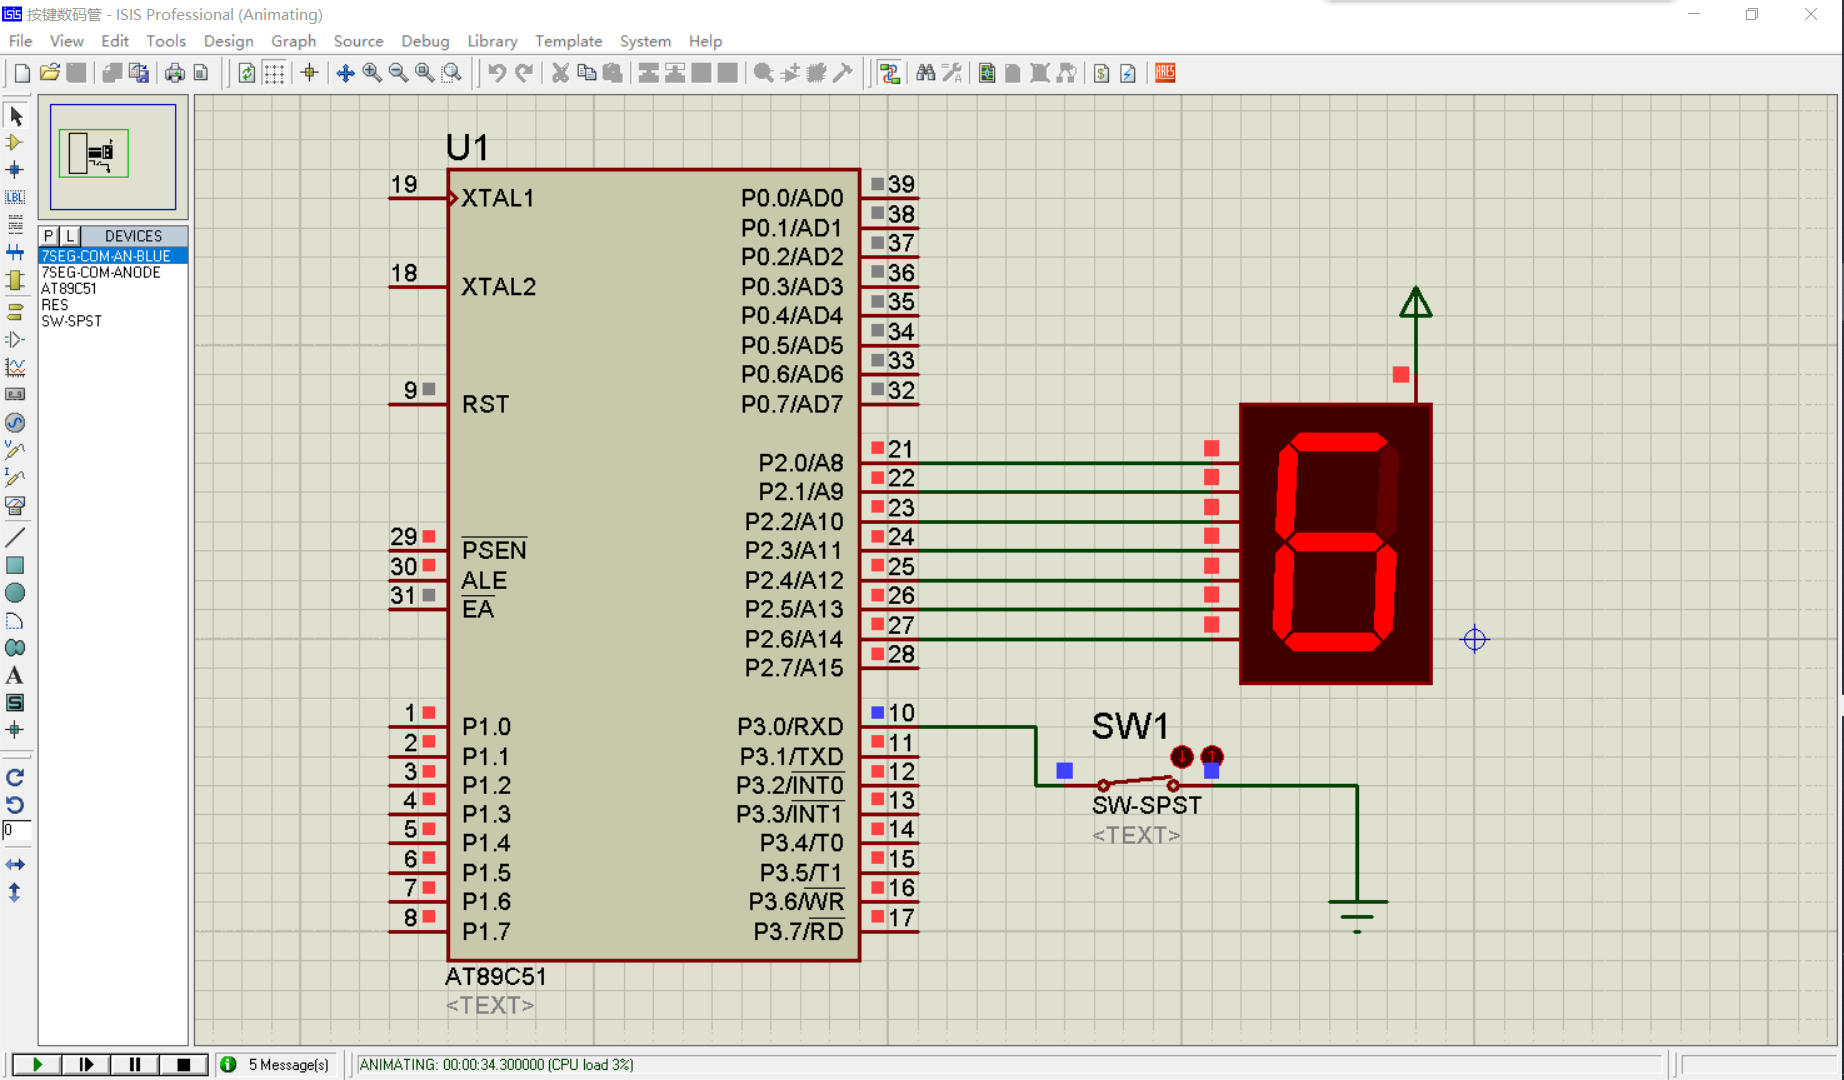 按键数码管 - ISIS Professional (Animating)
File View Edit Tools Design Graph Source Debug Library Template System Help
ARES
LBL
P L DEVICES
7SEG-COM-AN-BLUE
7SEG-COM-ANODE
AT89C51
RES
SW-SPST
0
U1
19 XTAL1
18 XTAL2
9 RST
29 PSEN
30 ALE
31 EA
1 P1.0
2 P1.1
3 P1.2
4 P1.3
5 P1.4
6 P1.5
7 P1.6
8 P1.7
P0.0/AD0 39
P0.1/AD1 38
P0.2/AD2 37
P0.3/AD3 36
P0.4/AD4 35
P0.5/AD5 34
P0.6/AD6 33
P0.7/AD7 32
P2.0/A8 21
P2.1/A9 22
P2.2/A10 23
P2.3/A11 24
P2.4/A12 25
P2.5/A13 26
P2.6/A14 27
P2.7/A15 28
P3.0/RXD 10
P3.1/TXD 11
P3.2/INT0 12
P3.3/INT1 13
P3.4/T0 14
P3.5/T1 15
P3.6/WR 16
P3.7/RD 17
AT89C51
<TEXT>
6
SW1
SW-SPST
<TEXT>
5 Message(s)
ANIMATING: 00:00:34.300000 (CPU load 3%)